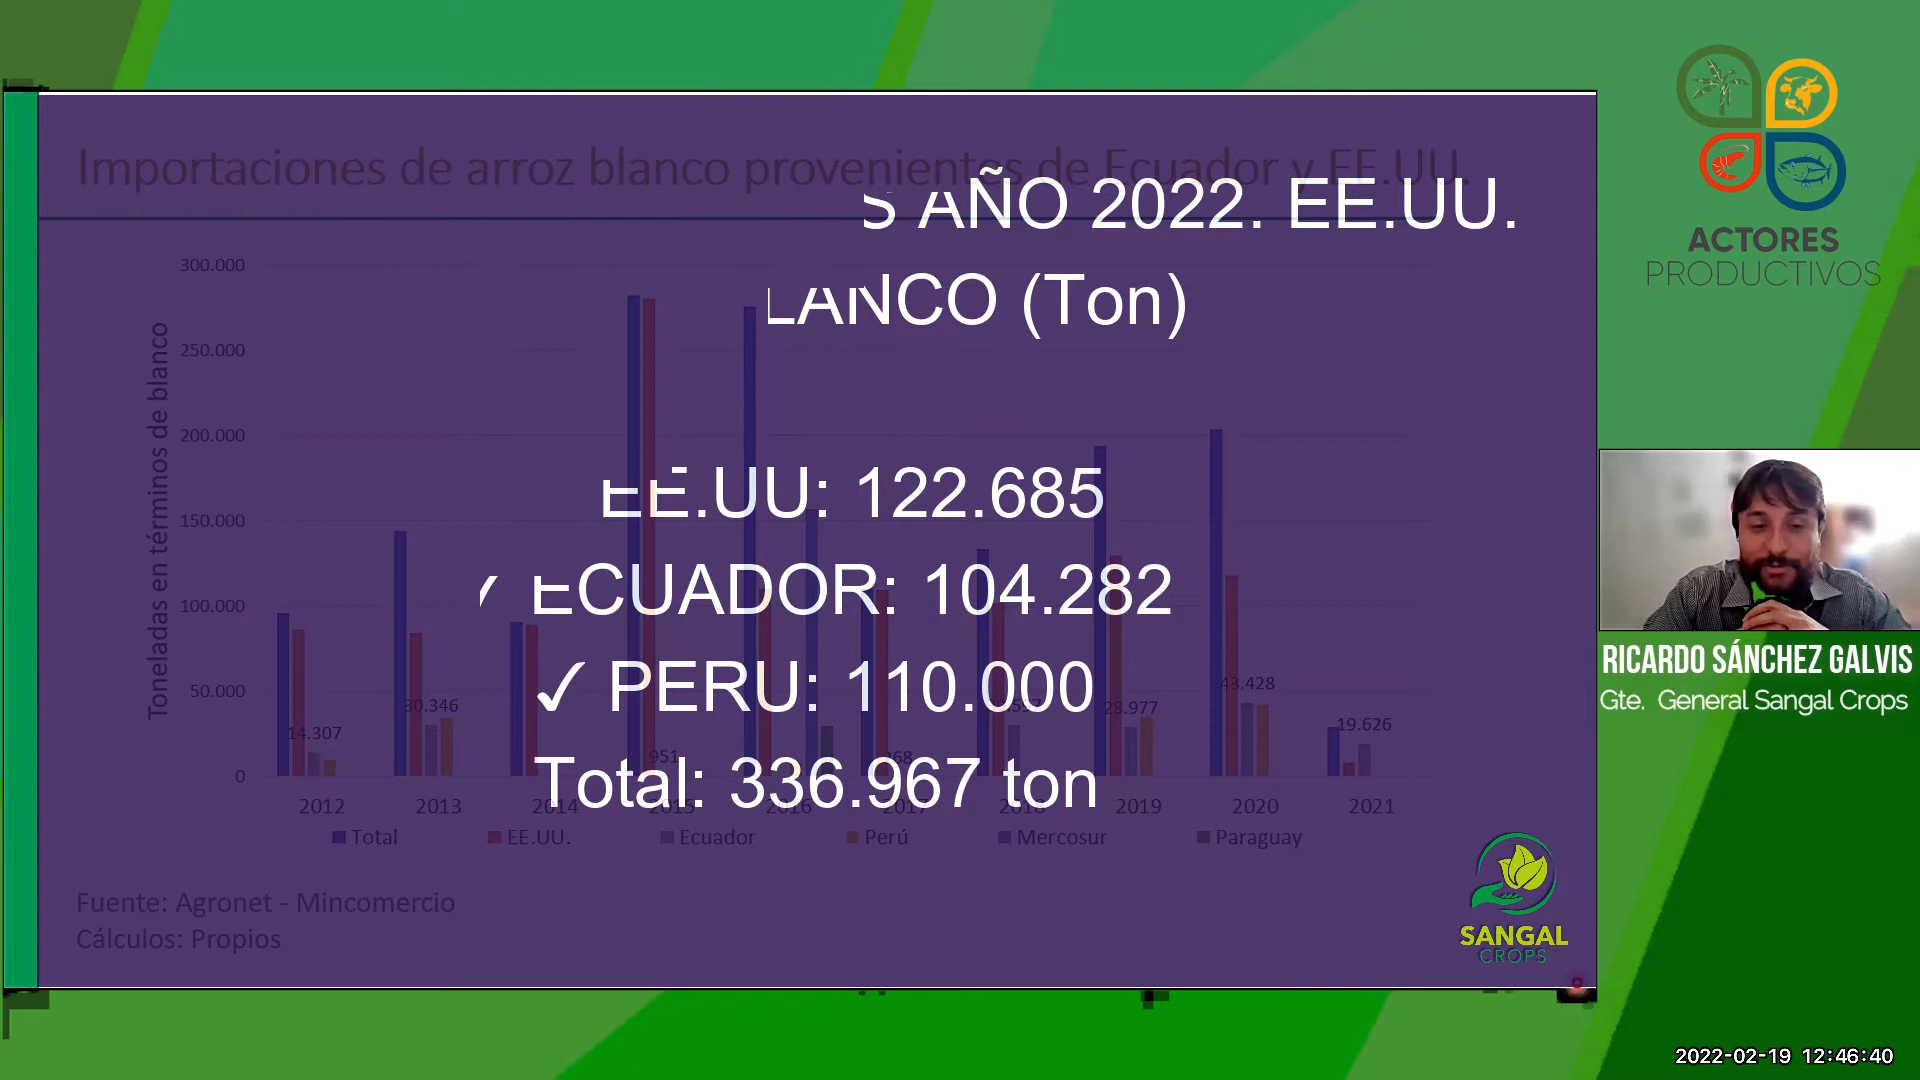 Importaciones de arroz blanco provenientes de Ecuador y EE.UU.
S AÑO 2022. EE.UU.
LANCO (Ton)
EE.UU: 122.685
✓ ECUADOR: 104.282
✓ PERU: 110.000
Total: 336.967 ton
Toneladas en términos de blanco
300.000
250.000
200.000
150.000
100.000
50.000
0
14.307
30.346
951
368
28.977
43.428
19.626
2012 2013 2014 2015 2016 2017 2018 2019 2020 2021
Total EE.UU. Ecuador Perú Mercosur Paraguay
Fuente: Agronet - Mincomercio
Cálculos: Propios
SANGAL
CROPS
ACTORES
PRODUCTIVOS
RICARDO SÁNCHEZ GALVIS
Gte. General Sangal Crops
2022-02-19 12:46:40